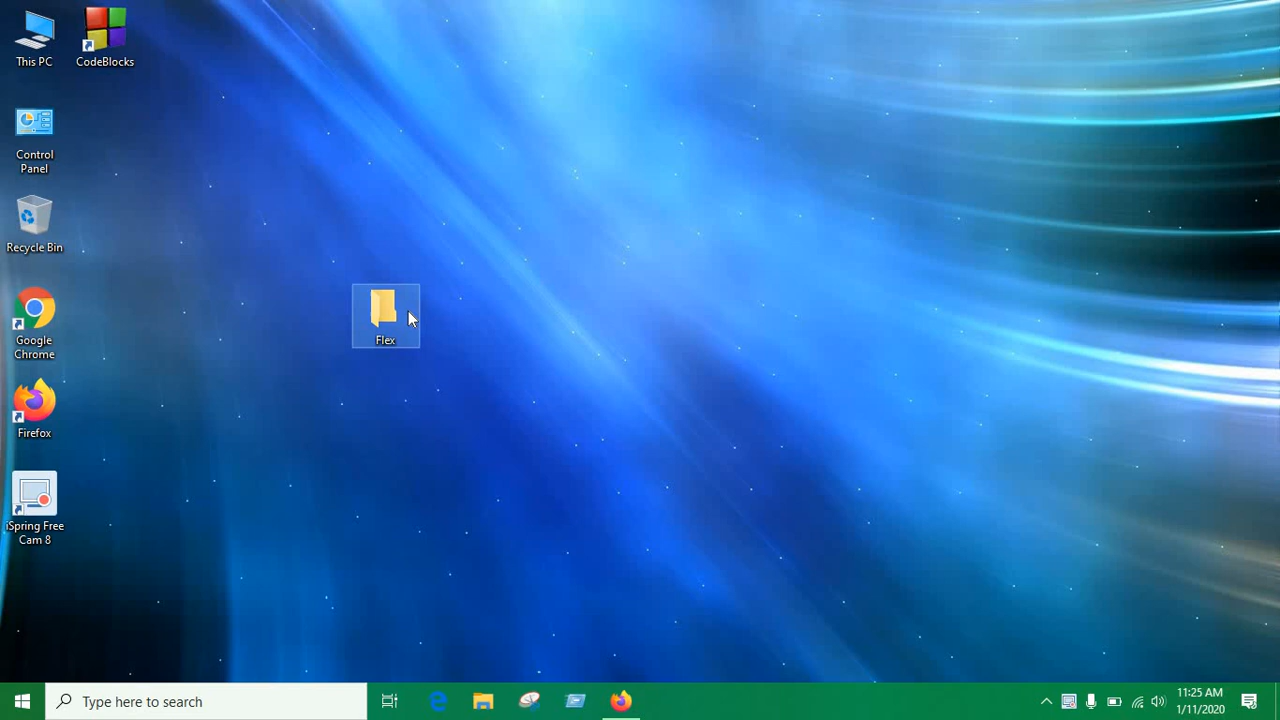 This PC
CodeBlocks
Control
Panel
Recycle Bin
Google
Chrome
Firefox
iSpring Free
Cam 8
Flex
Type here to search
11:25 AM
1/11/2020